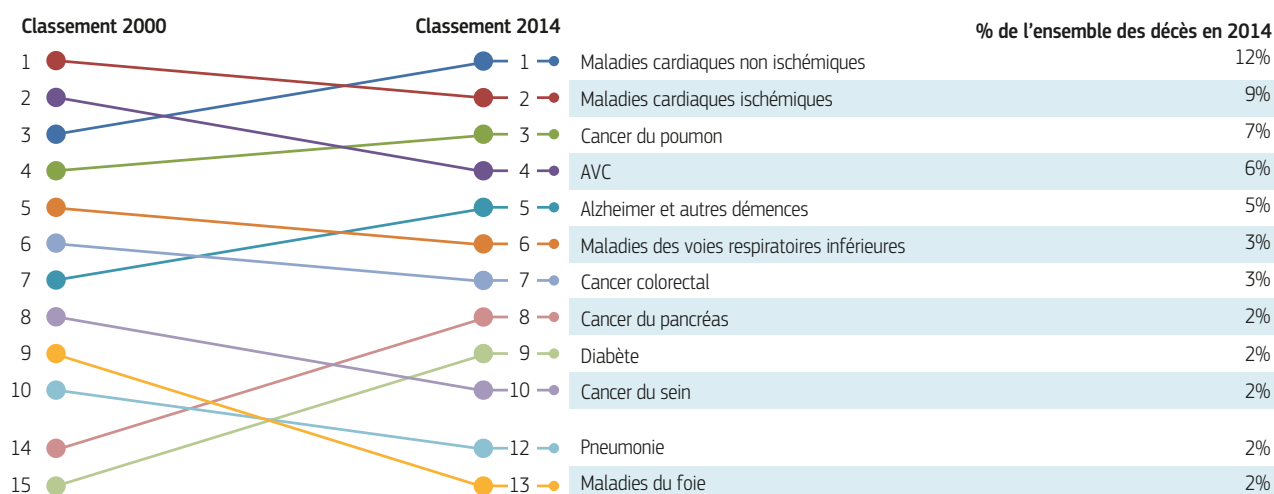 Classement 2000 Classement 2014 % de l'ensemble des décès en 2014
1 1 Maladies cardiaques non ischémiques 12%
2 2 Maladies cardiaques ischémiques 9%
3 3 Cancer du poumon 7%
4 4 AVC 6%
5 5 Alzheimer et autres démences 5%
6 6 Maladies des voies respiratoires inférieures 3%
7 7 Cancer colorectal 3%
8 8 Cancer du pancréas 2%
9 9 Diabète 2%
10 10 Cancer du sein 2%
14 12 Pneumonie 2%
15 13 Maladies du foie 2%